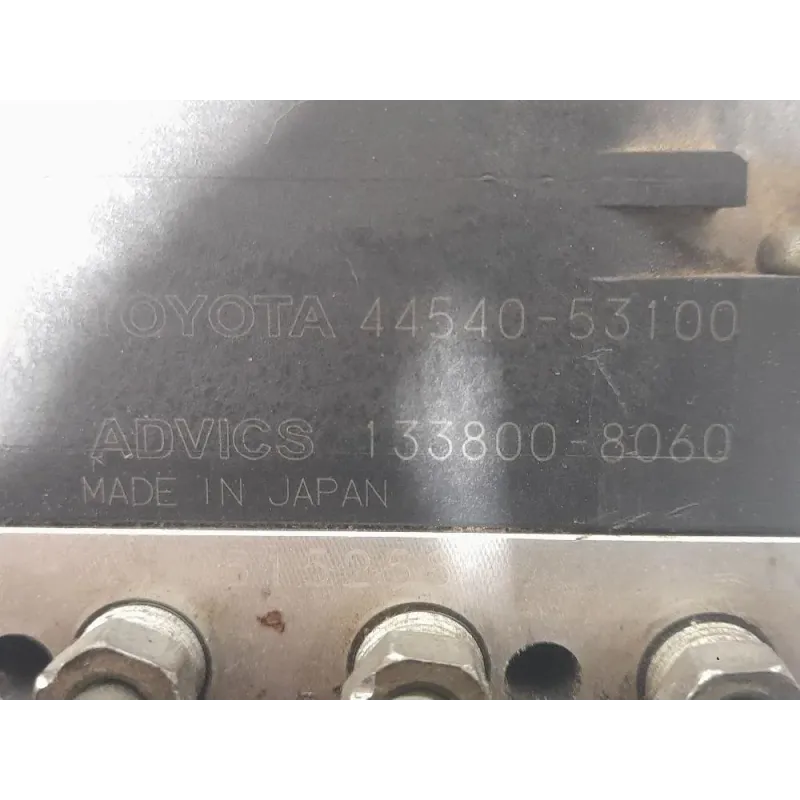 TOYOTA 44540-53100
ADVICS 133800-8060
MADE IN JAPAN